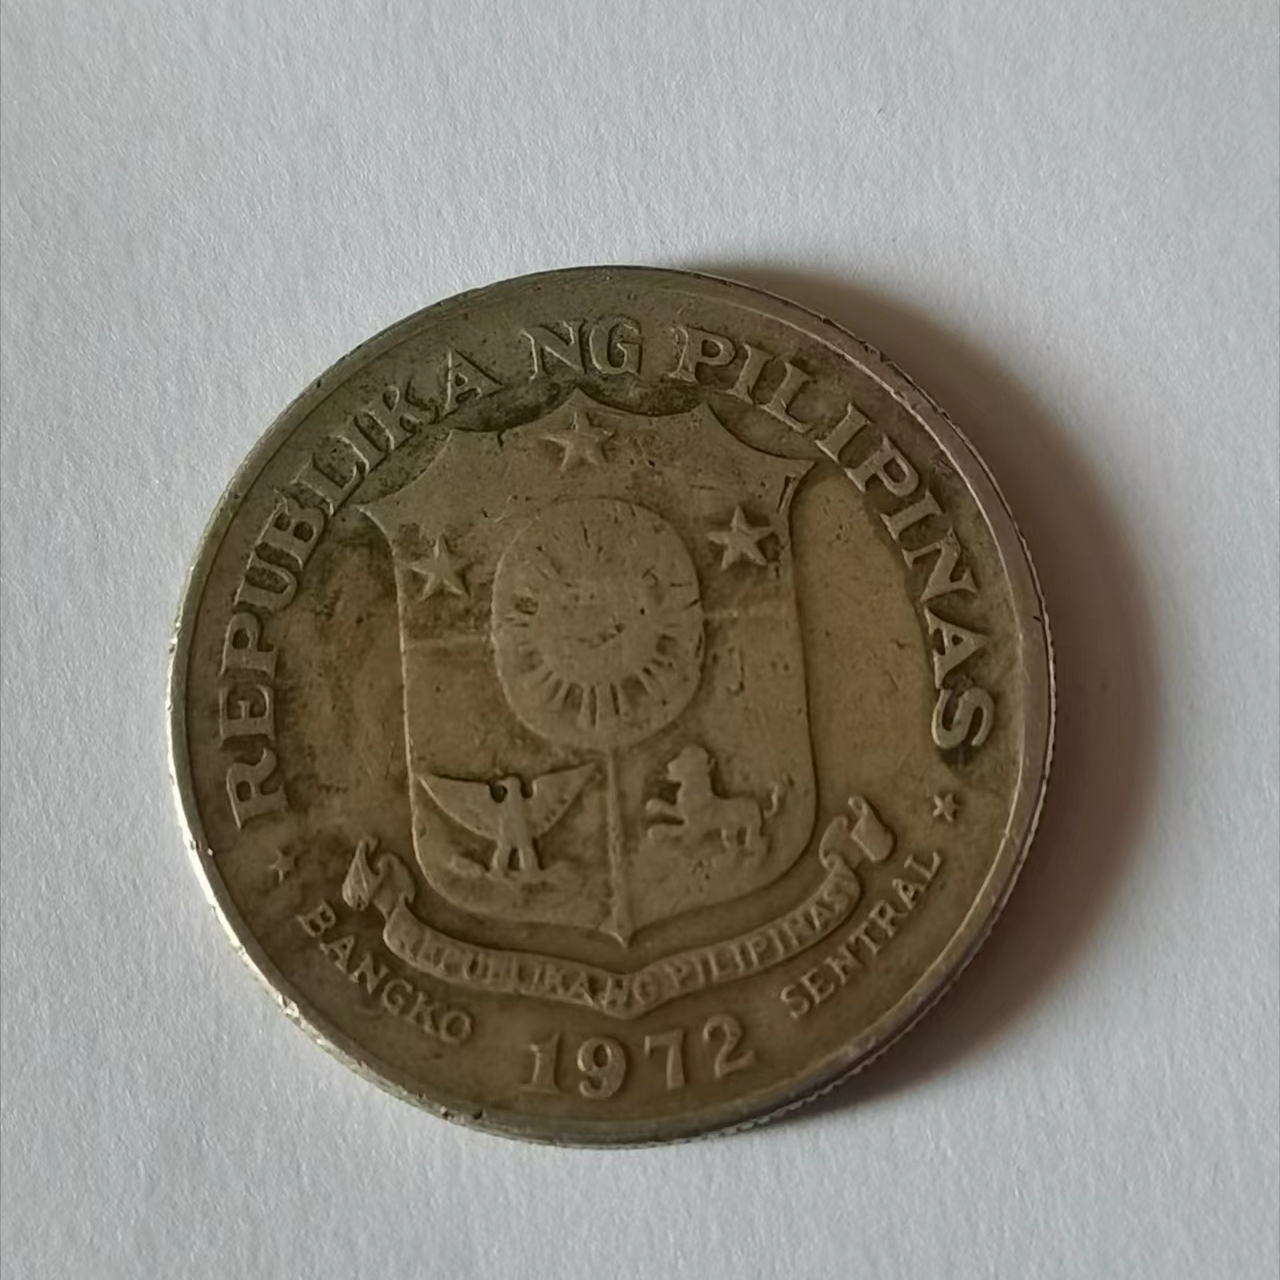 REPUBLIKA NG PILIPINAS
REPUBLIKA NG PILIPINAS
BANGKO SENTRAL
1972